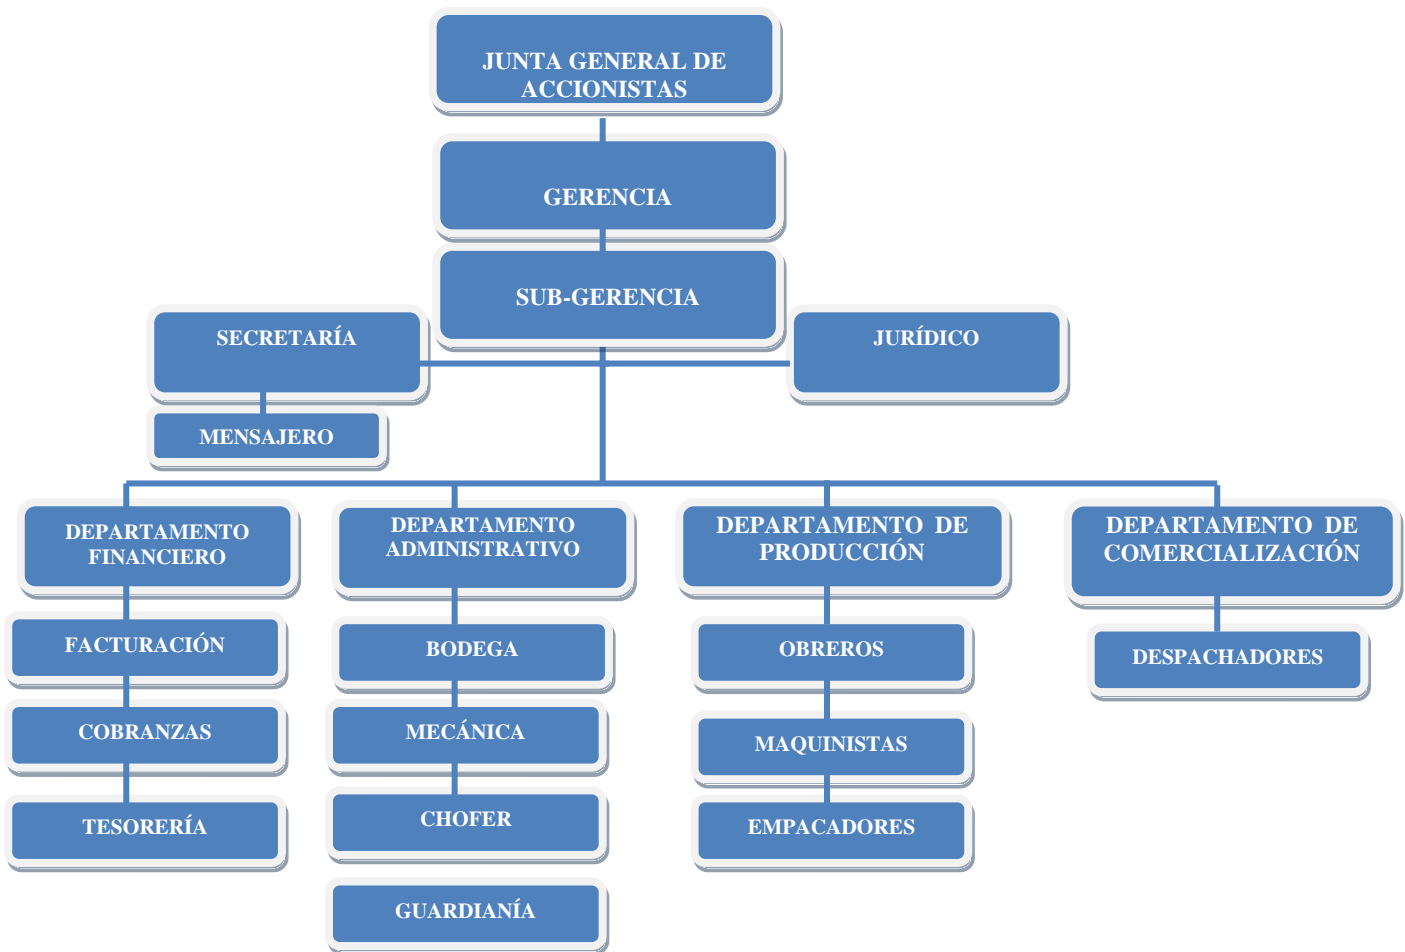 JUNTA GENERAL DE
ACCIONISTAS
GERENCIA
SUB-GERENCIA
SECRETARÍA
JURÍDICO
MENSAJERO
DEPARTAMENTO
FINANCIERO
DEPARTAMENTO
ADMINISTRATIVO
DEPARTAMENTO DE
PRODUCCIÓN
DEPARTAMENTO DE
COMERCIALIZACIÓN
FACTURACIÓN
BODEGA
OBREROS
DESPACHADORES
COBRANZAS
MECÁNICA
MAQUINISTAS
TESORERÍA
CHOFER
EMPACADORES
GUARDIANÍA